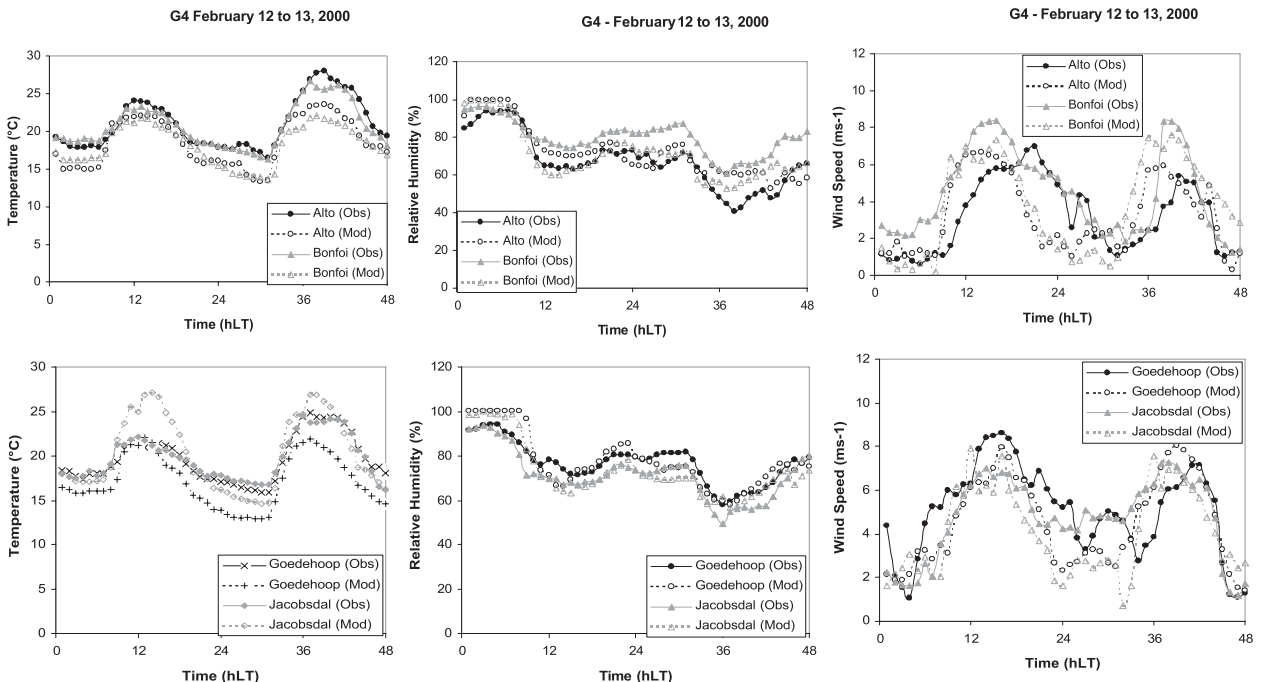 G4 February 12 to 13, 2000
Temperature (°C)
30
25
20
15
10
5
0
Alto (Obs)
Alto (Mod)
Bonfoi (Obs)
Bonfoi (Mod)
0 12 24 36 48
Time (hLT)
G4 - February 12 to 13, 2000
Relative Humidity (%)
120
100
80
60
40
20
0
Alto (Obs)
Alto (Mod)
Bonfoi (Obs)
Bonfoi (Mod)
0 12 24 36 48
Time (hLT)
G4 - February 12 to 13, 2000
Wind Speed (ms-1)
12
10
8
6
4
2
0
Alto (Obs)
Alto (Mod)
Bonfoi (Obs)
Bonfoi (Mod)
0 12 24 36 48
Time (hLT)
Temperature (°C)
30
25
20
15
10
5
0
Goedehoop (Obs)
Goedehoop (Mod)
Jacobsdal (Obs)
Jacobsdal (Mod)
0 12 24 36 48
Time (hLT)
Relative Humidity (%)
120
100
80
60
40
20
0
Goedehoop (Obs)
Goedehoop (Mod)
Jacobsdal (Obs)
Jacobsdal (Mod)
0 12 24 36 48
Time (hLT)
Wind Speed (ms-1)
12
10
8
6
4
2
0
Goedehoop (Obs)
Goedehoop (Mod)
Jacobsdal (Obs)
Jacobsdal (Mod)
0 12 24 36 48
Time (hLT)